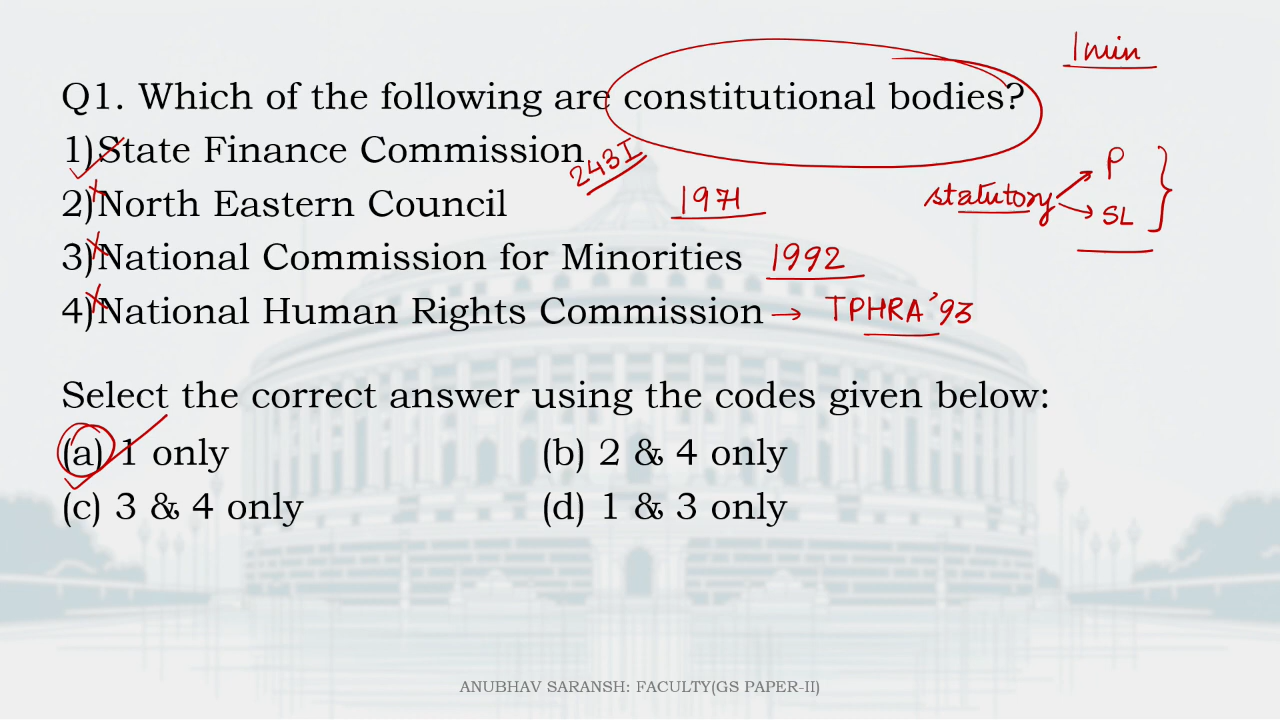 1 min
Q1. Which of the following are constitutional bodies?
1) State Finance Commission 243I
2) North Eastern Council 1971
3) National Commission for Minorities 1992
4) National Human Rights Commission → TPHRA'93
statutory
P
SL
Select the correct answer using the codes given below:
(a) 1 only (b) 2 & 4 only
(c) 3 & 4 only (d) 1 & 3 only
ANUBHAV SARANSH: FACULTY(GS PAPER-II)